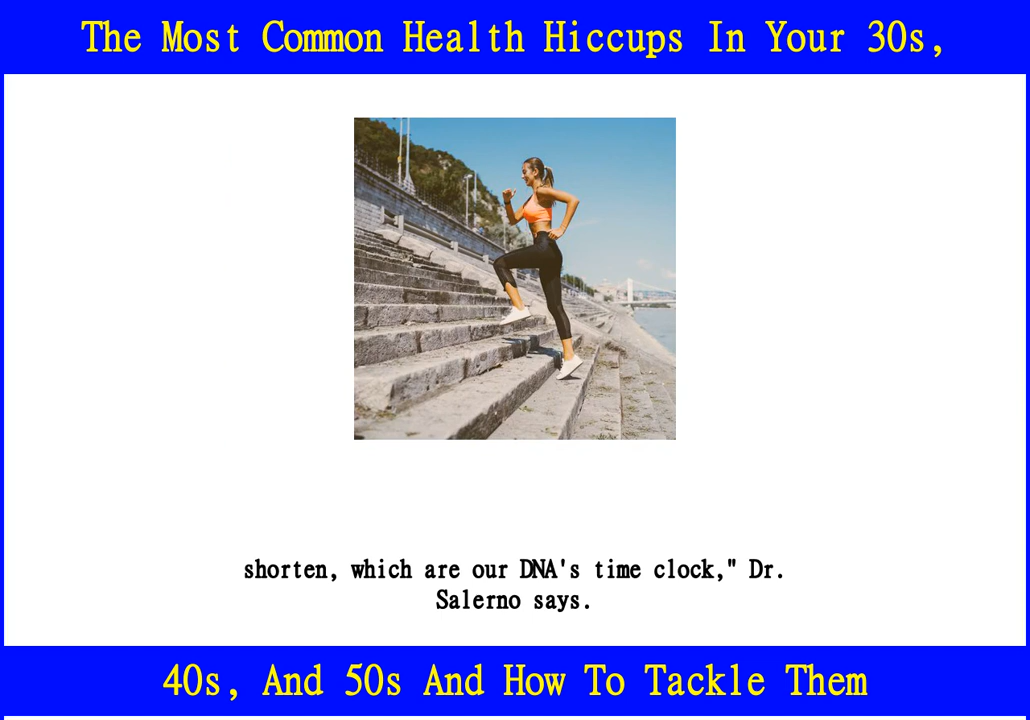 The Most Common Health Hiccups In Your 30s,
shorten, which are our DNA's time clock," Dr.
Salerno says.
40s, And 50s And How To Tackle Them